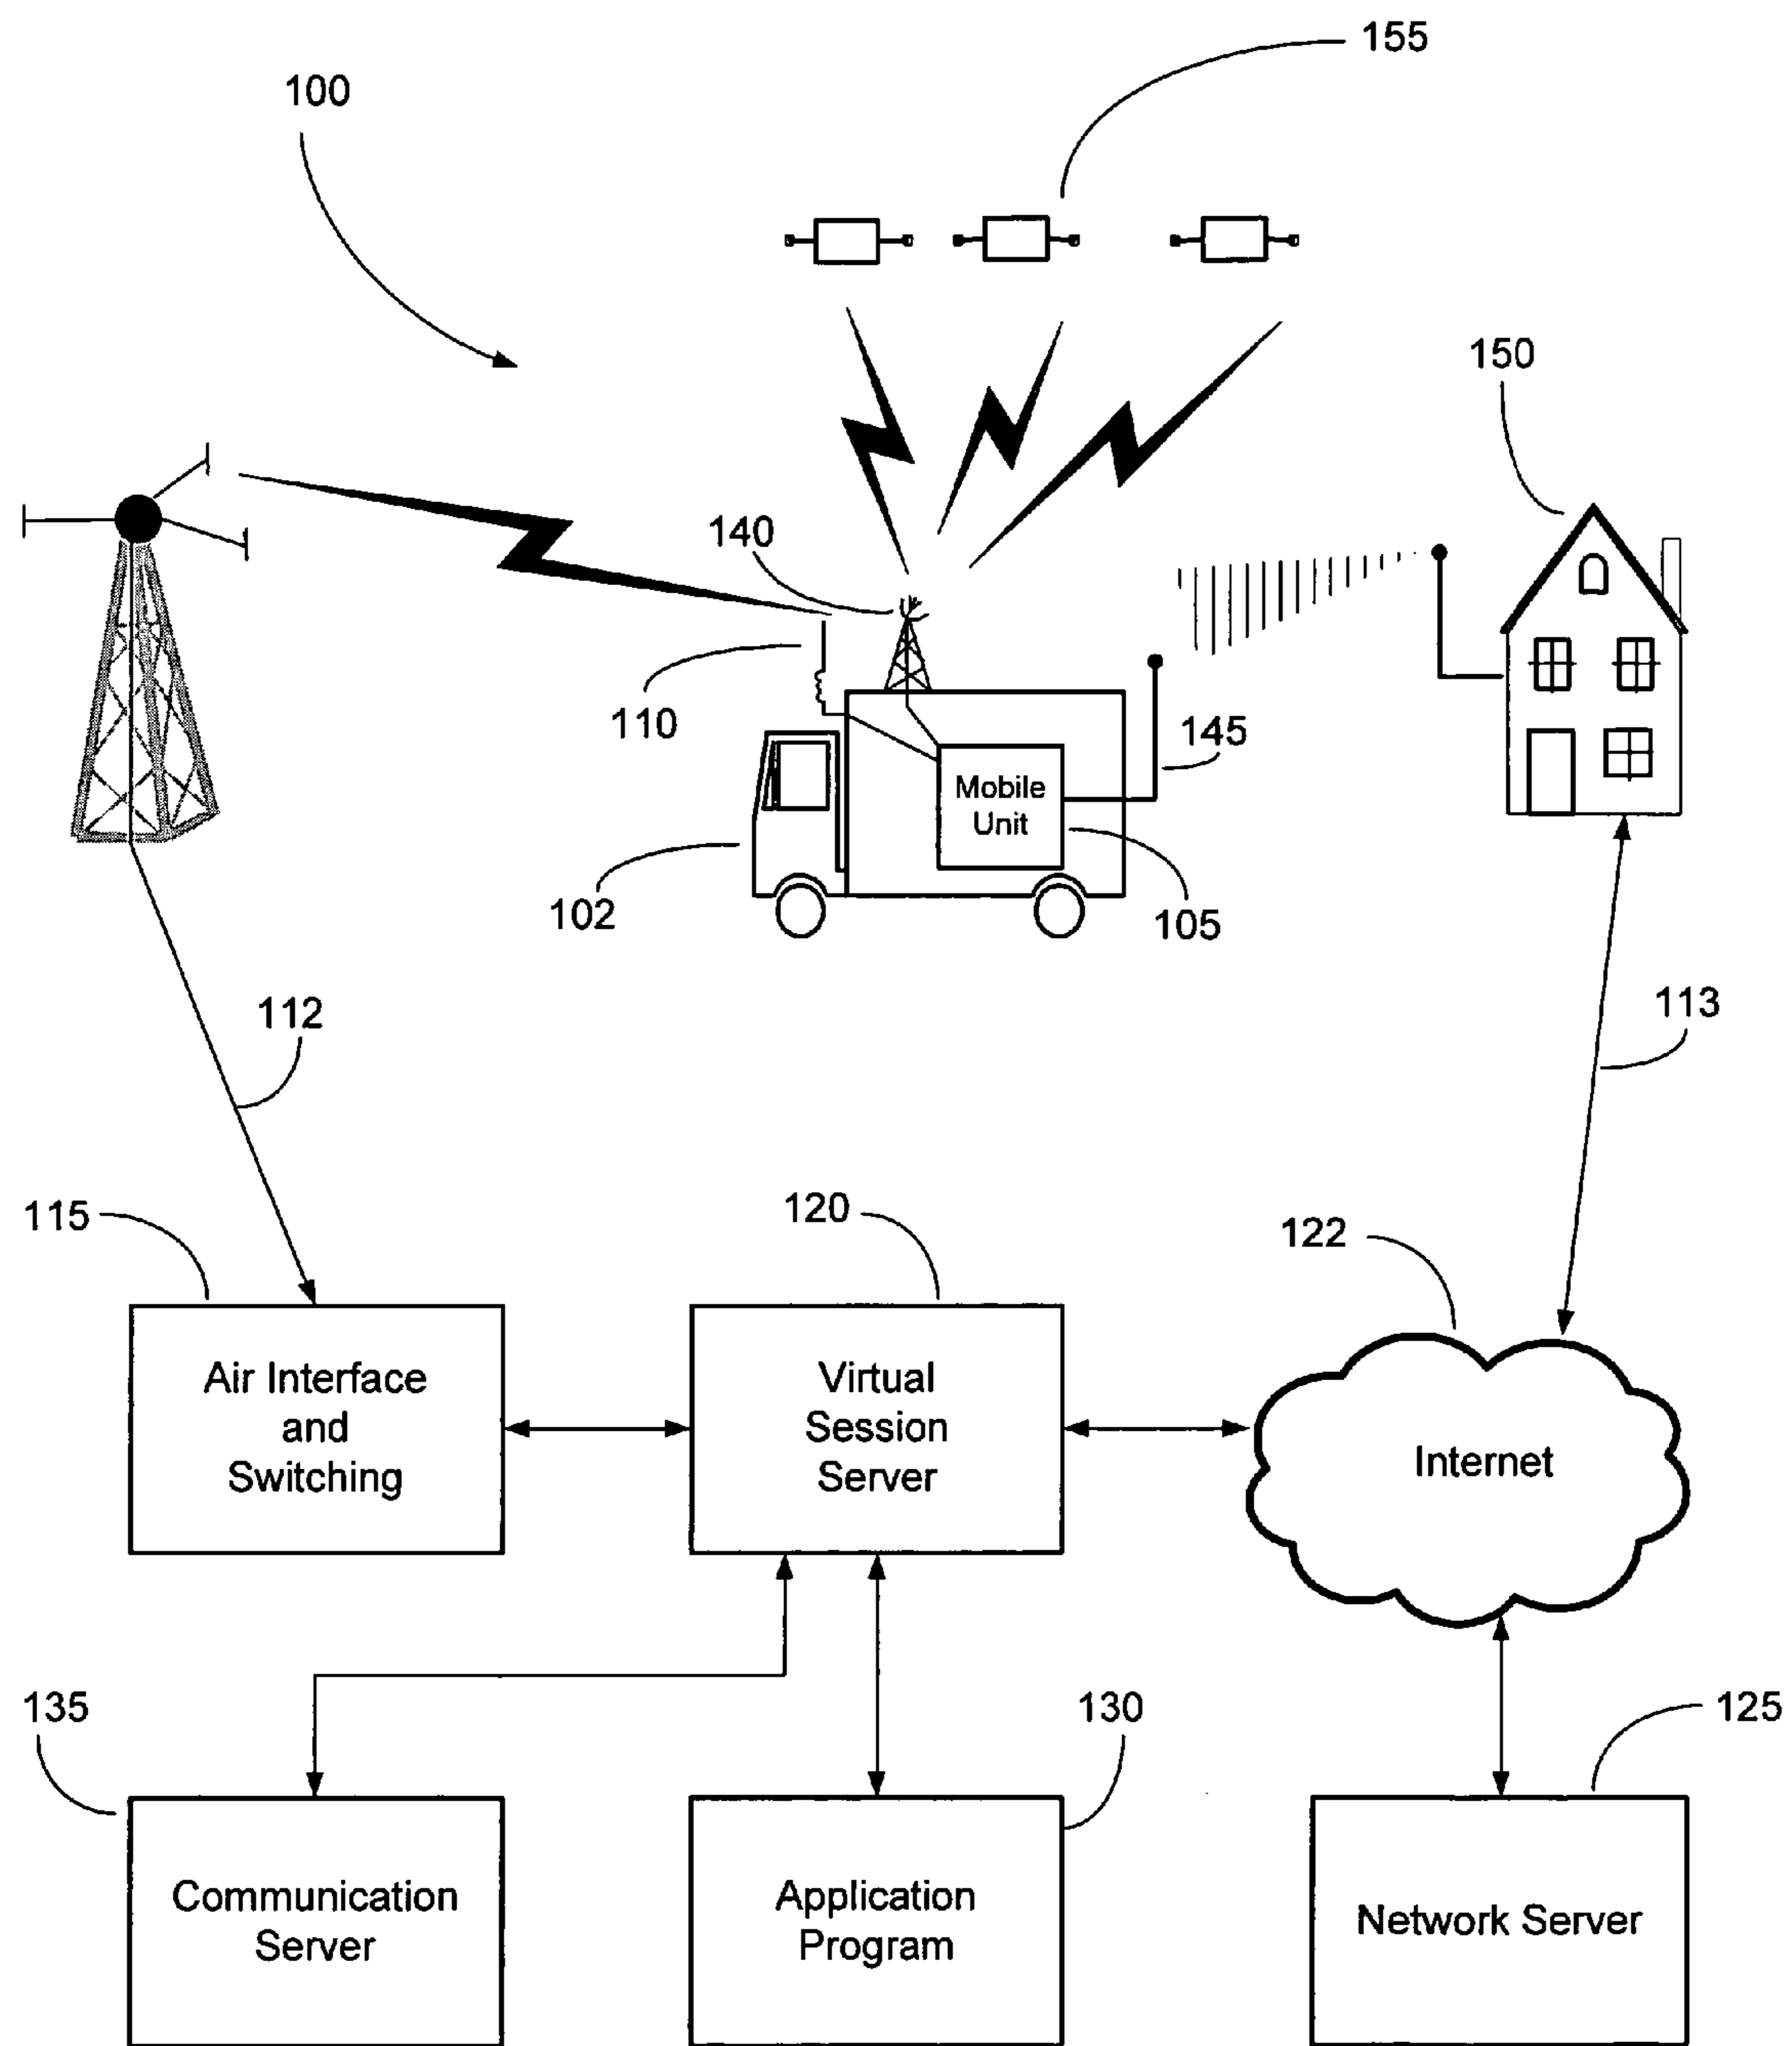 155
100
150
140
110
145
Mobile
Unit
102
105
112
113
115
120
122
Air Interface
and
Switching
Virtual
Session
Server
Internet
135
130
125
Communication
Server
Application
Program
Network Server